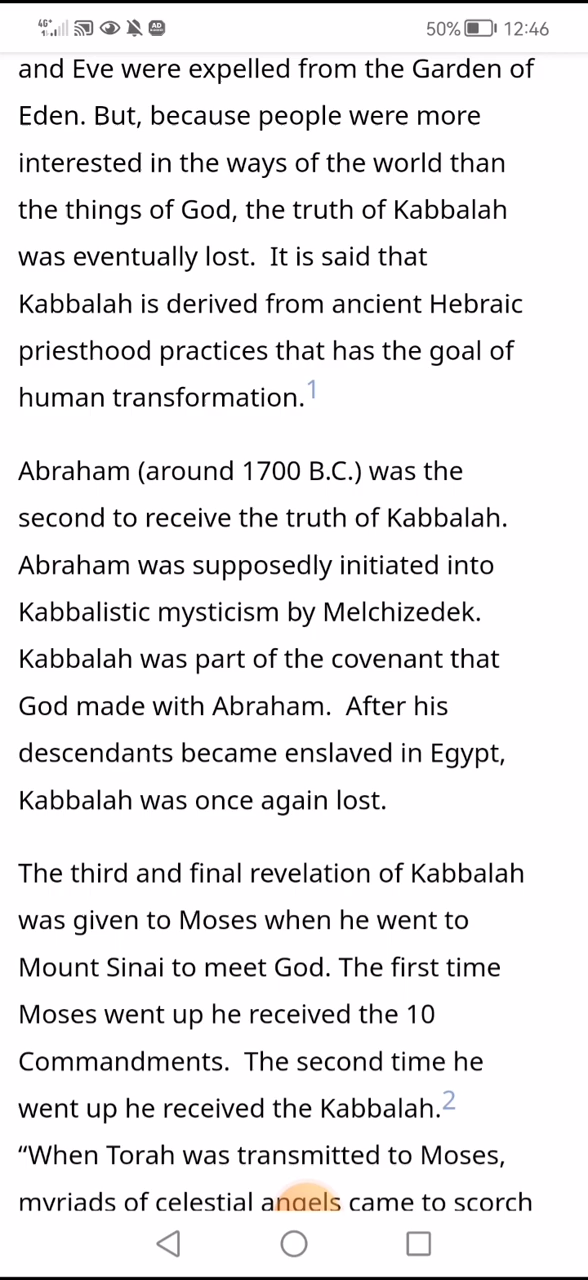 4G+ AD 50% 12:46
and Eve were expelled from the Garden of
Eden. But, because people were more
interested in the ways of the world than
the things of God, the truth of Kabbalah
was eventually lost.  It is said that
Kabbalah is derived from ancient Hebraic
priesthood practices that has the goal of
human transformation.1
Abraham (around 1700 B.C.) was the
second to receive the truth of Kabbalah.
Abraham was supposedly initiated into
Kabbalistic mysticism by Melchizedek.
Kabbalah was part of the covenant that
God made with Abraham.  After his
descendants became enslaved in Egypt,
Kabbalah was once again lost.
The third and final revelation of Kabbalah
was given to Moses when he went to
Mount Sinai to meet God. The first time
Moses went up he received the 10
Commandments.  The second time he
went up he received the Kabbalah.2
“When Torah was transmitted to Moses,
myriads of celestial angels came to scorch